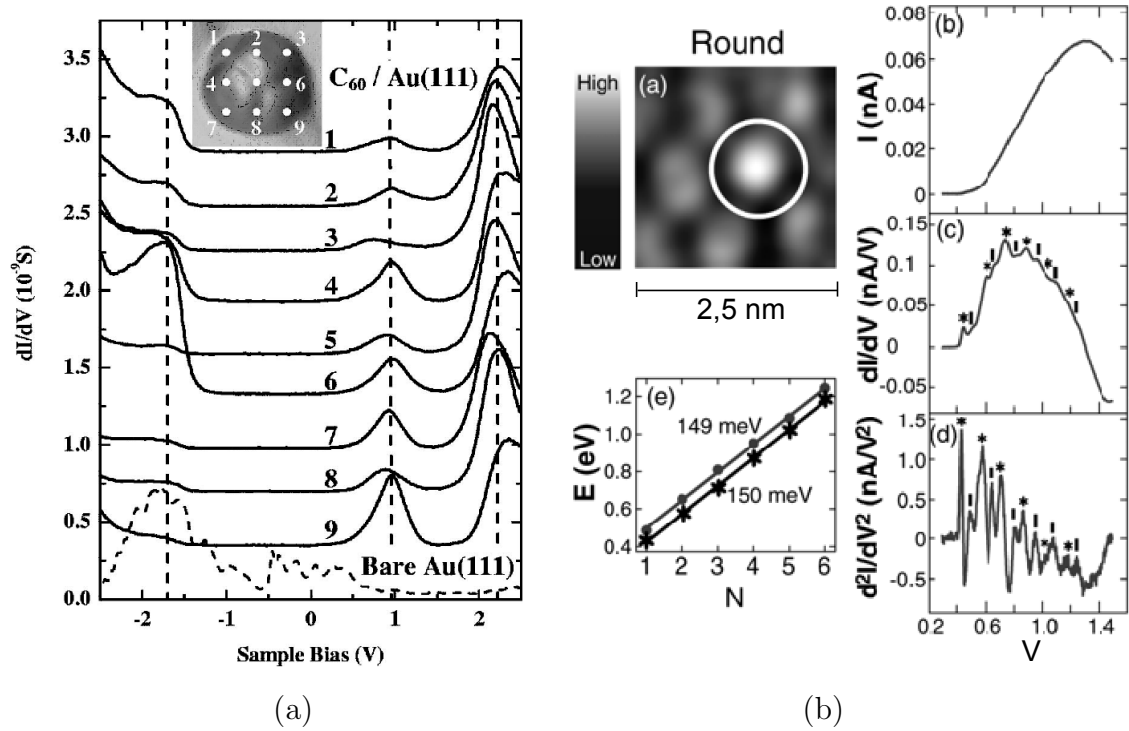 C₆₀ / Au(111)
1 2 3
4 6
7 8 9
3.5
3.0
2.5
2.0
1.5
1.0
0.5
0.0
dI/dV (10⁻⁹S)
1
2
3
4
5
6
7
8
9
Bare Au(111)
-2 -1 0 1 2
Sample Bias (V)
(a)
Round
High
Low
(a)
2,5 nm
(e)
E (eV)
1.2
1.0
0.8
0.6
0.4
149 meV
150 meV
1 2 3 4 5 6
N
(b)
I (nA)
0.08
0.06
0.04
0.02
0
(c)
dI/dV (nA/V)
0.15
0.10
0.05
0
-0.05
(d)
d²I/dV² (nA/V²)
1.5
1.0
0.5
0
-0.5
0.2 0.6 1.0 1.4
V
(b)